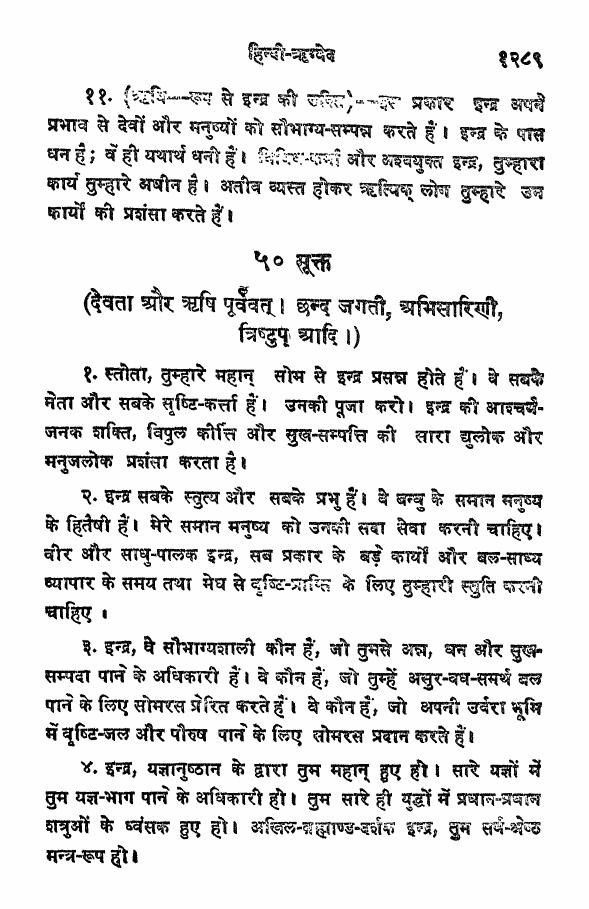 हिन्दी-ऋग्वेद १२८९
११. (ऋषि—रूप से इन्द्र की उक्ति)—इस प्रकार इन्द्र अपने
प्रभाव से देवों और मनुष्यों को सौभाग्य-सम्पन्न करते हैं। इन्द्र के पास
धन है; वे ही यथार्थ धनी हैं। और अश्वयुक्त इन्द्र, तुम्हारा
कार्य तुम्हारे अधीन है। अतीव व्यस्त होकर ऋत्विक् लोग तुम्हारे उन
कार्यों की प्रशंसा करते हैं।
५० सूक्त
(देवता और ऋषि पूर्ववत्। छन्द जगती, अभिसारिणी,
त्रिष्टुप् आदि।)
१. स्तोता, तुम्हारे महान् सोम से इन्द्र प्रसन्न होते हैं। वे सबके
नेता और सबके सृष्टि-कर्त्ता हैं। उनकी पूजा करो। इन्द्र की आश्चर्य-
जनक शक्ति, विपुल कीर्त्ति और सुख-सम्पत्ति की सारा द्युलोक और
मनुजलोक प्रशंसा करता है।
२. इन्द्र सबके स्तुत्य और सबके प्रभु हैं। वे बन्धु के समान मनुष्य
के हितैषी हैं। मेरे समान मनुष्य को उनकी सदा सेवा करनी चाहिए।
वीर और साधु-पालक इन्द्र, सब प्रकार के बड़े कार्यों और बल-साध्य
व्यापार के समय तथा मेघ से वृष्टि-प्राप्ति के लिए तुम्हारी स्तुति करनी
चाहिए ।
३. इन्द्र, वे सौभाग्यशाली कौन हैं, जो तुमसे अन्न, धन और सुख-
सम्पदा पाने के अधिकारी हैं। वे कौन हैं, जो तुम्हें असुर-वध-समर्थ बल
पाने के लिए सोमरस प्रेरित करते हैं। वे कौन हैं, जो अपनी उर्वरा भूमि
में वृष्टि-जल और पौरुष पाने के लिए सोमरस प्रदान करते हैं।
४. इन्द्र, यज्ञानुष्ठान के द्वारा तुम महान् हुए हो। सारे यज्ञों में
तुम यज्ञ-भाग पाने के अधिकारी हो। तुम सारे ही युद्धों में प्रधान-प्रधान
शत्रुओं के ध्वंसक हुए हो। अखिल-ब्रह्माण्ड-दर्शक इन्द्र, तुम सर्व-श्रेष्ठ
मन्त्र-रूप हो।